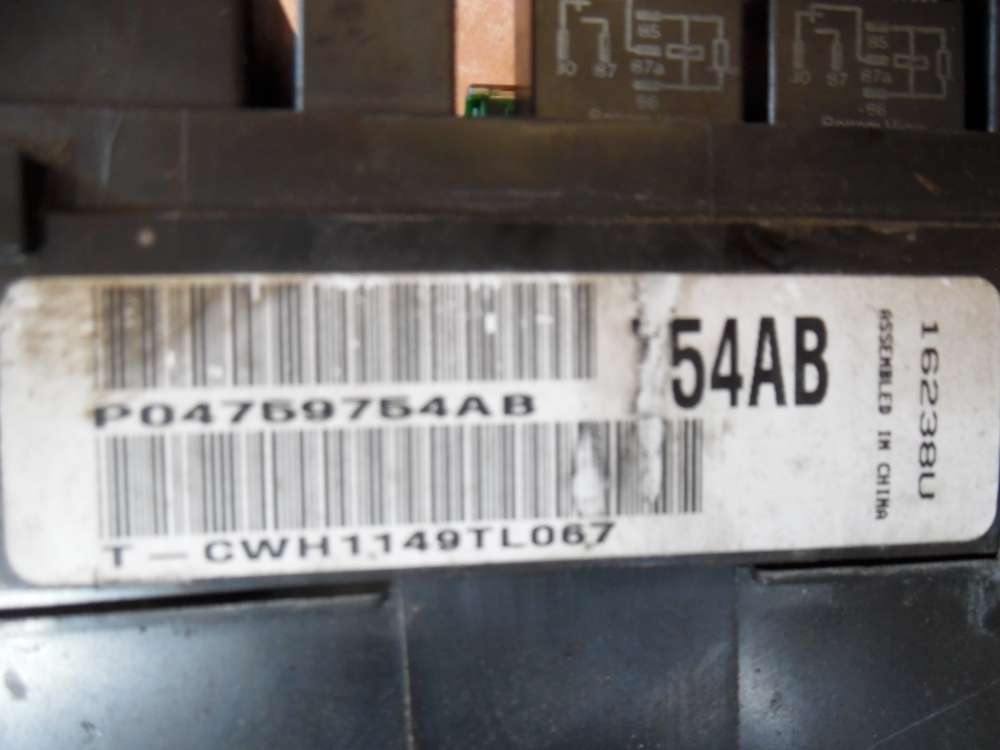 85
30 87 87a
86
85
30 87 87a
86
P04759754AB
54AB
T-CWH1149TL067
ASSEMBLED IN CHINA
16238U